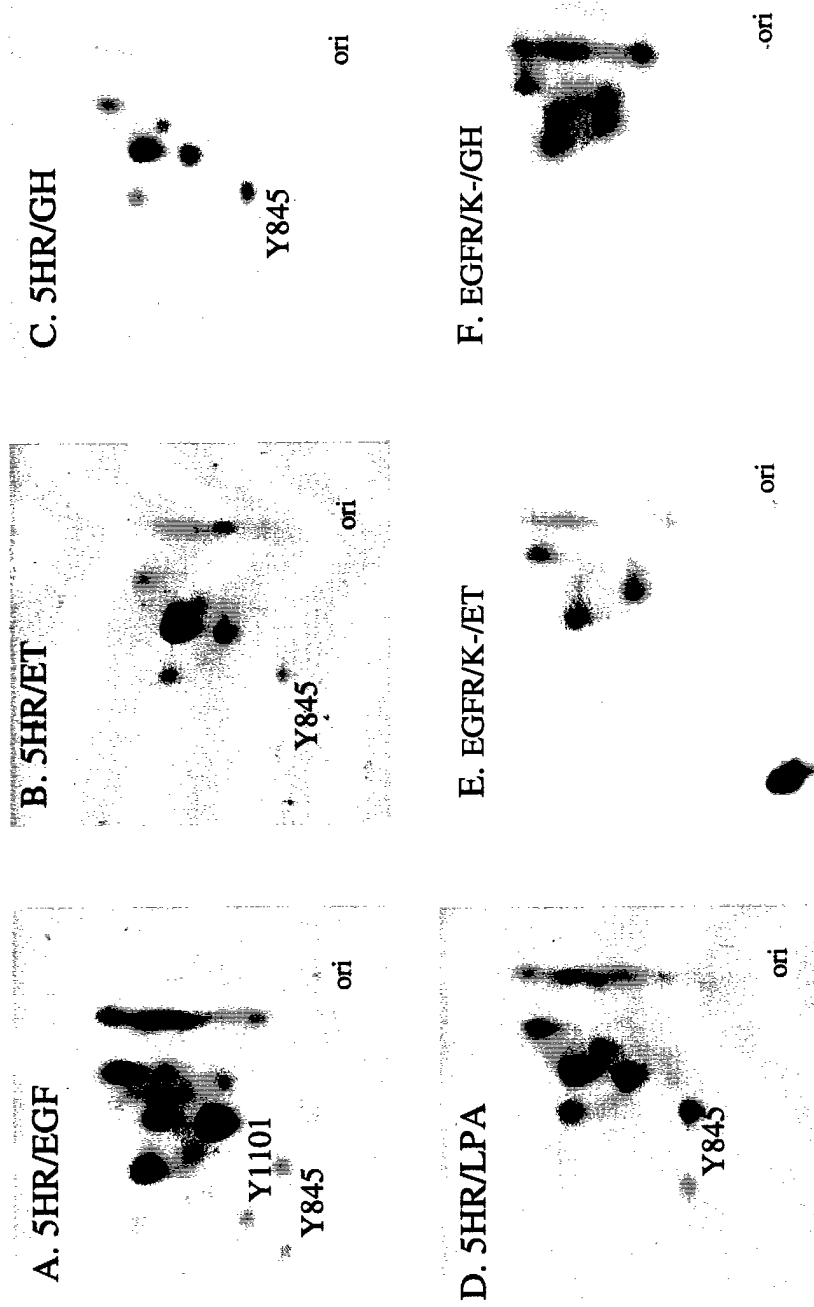 A. 5HR/EGF
Y1101
Y845
ori
B. 5HR/ET
Y845
ori
C. 5HR/GH
Y845
ori
D. 5HR/LPA
Y845
ori
E. EGFR/K-/ET
ori
F. EGFR/K-/GH
ori